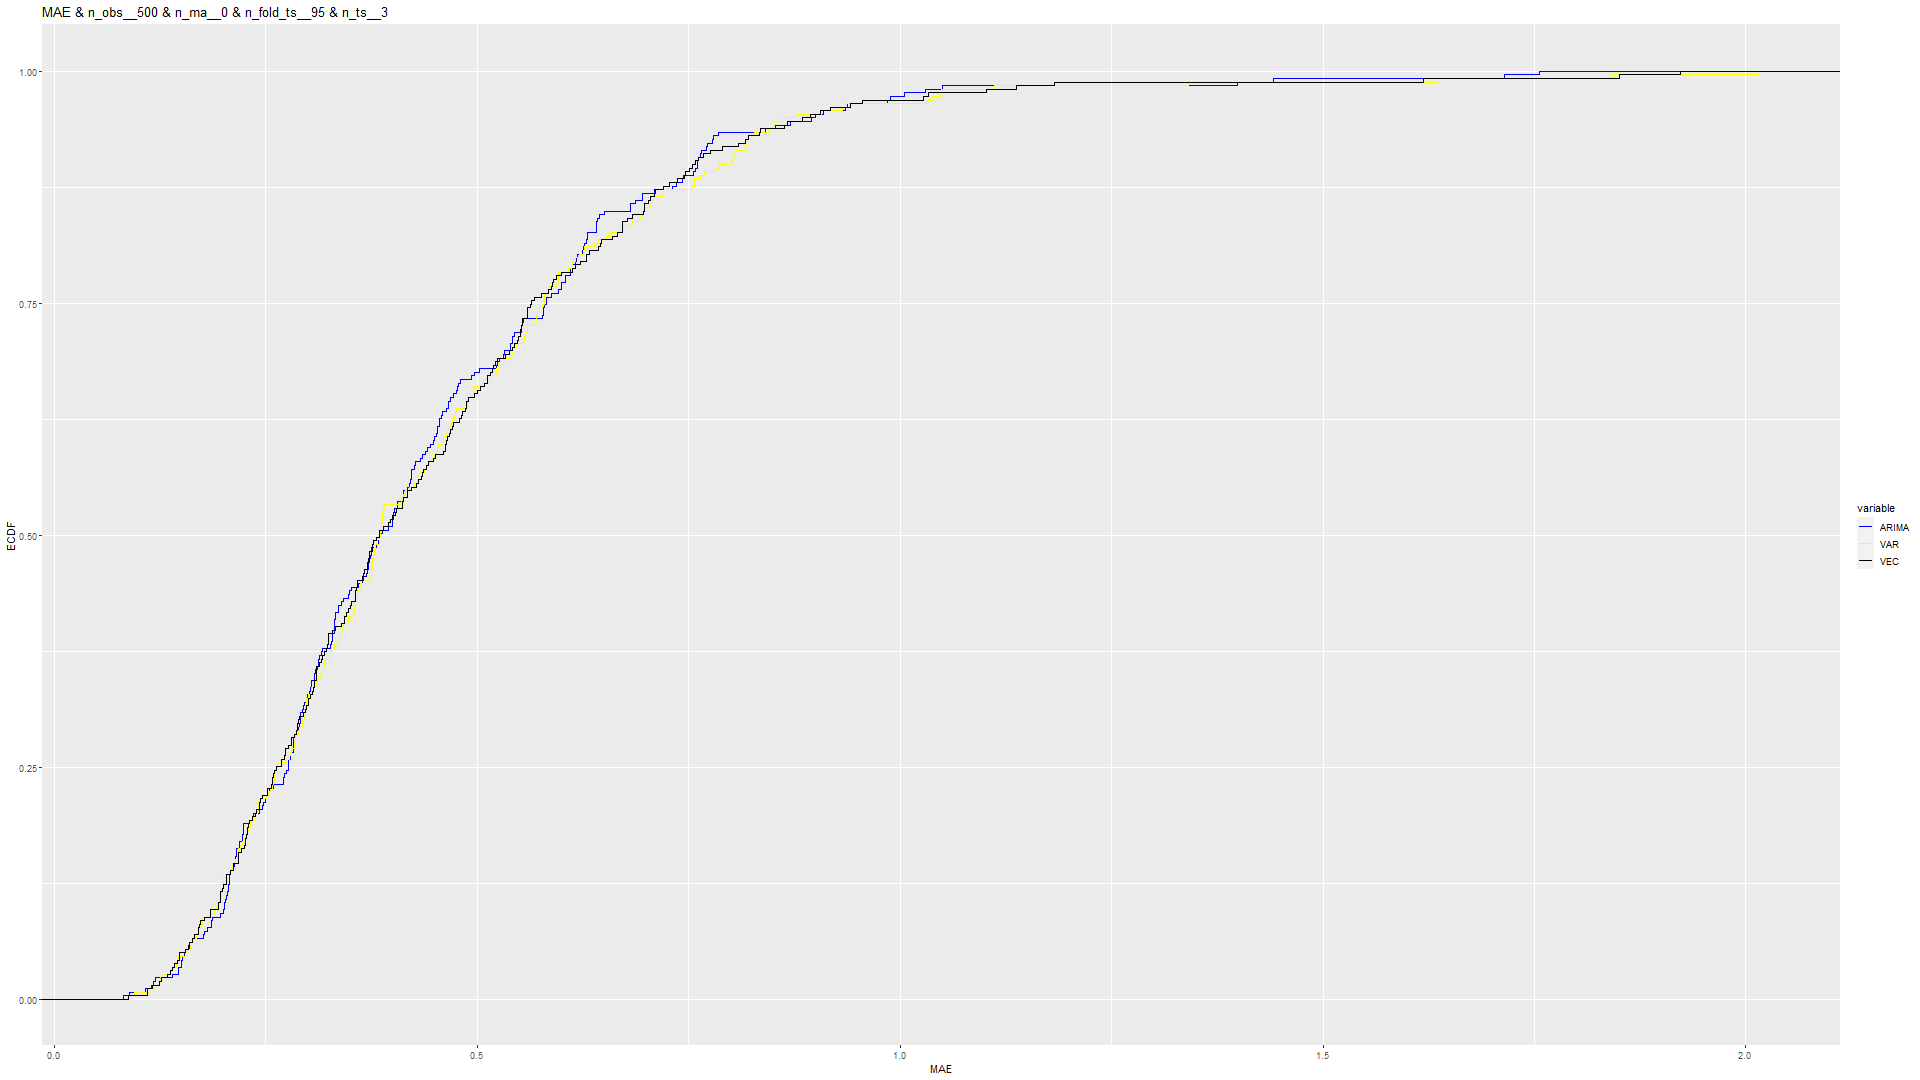 MAE & n_obs__500 & n_ma__0 & n_fold_ts__95 & n_ts__3
1.00
0.75
0.50
0.25
0.00
ECDF
0.0
0.5
1.0
1.5
2.0
MAE
variable
ARIMA
VAR
VEC